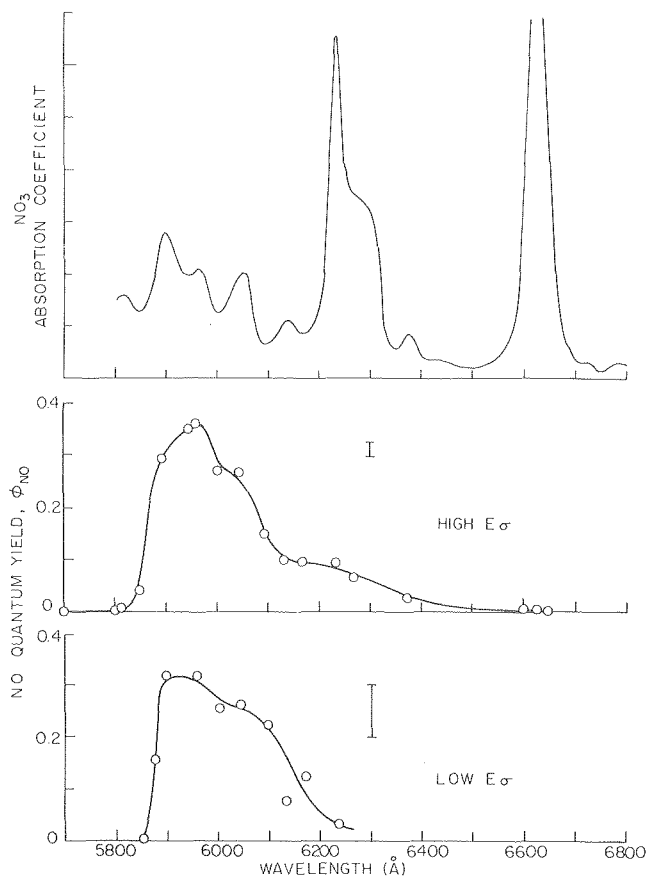 NO3
ABSORPTION COEFFICIENT
NO QUANTUM YIELD, ΦNO
0.4
0.2
0
HIGH Eσ
0.4
0.2
0
LOW Eσ
5800 6000 6200 6400 6600 6800
WAVELENGTH (Å)